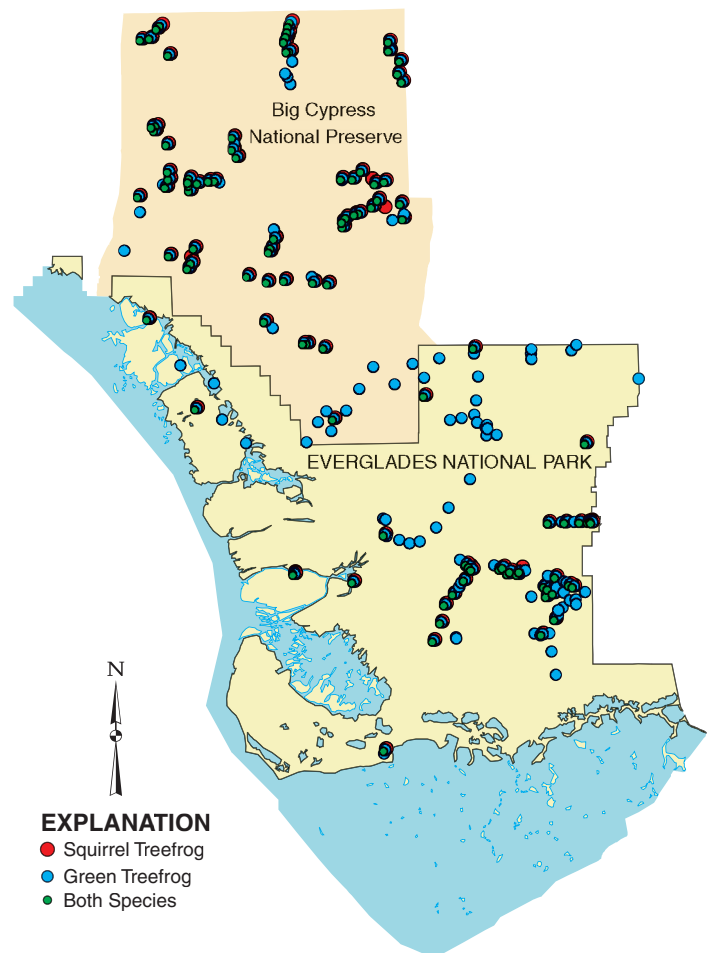 Big Cypress
National Preserve
EVERGLADES NATIONAL PARK
N
EXPLANATION
Squirrel Treefrog
Green Treefrog
Both Species